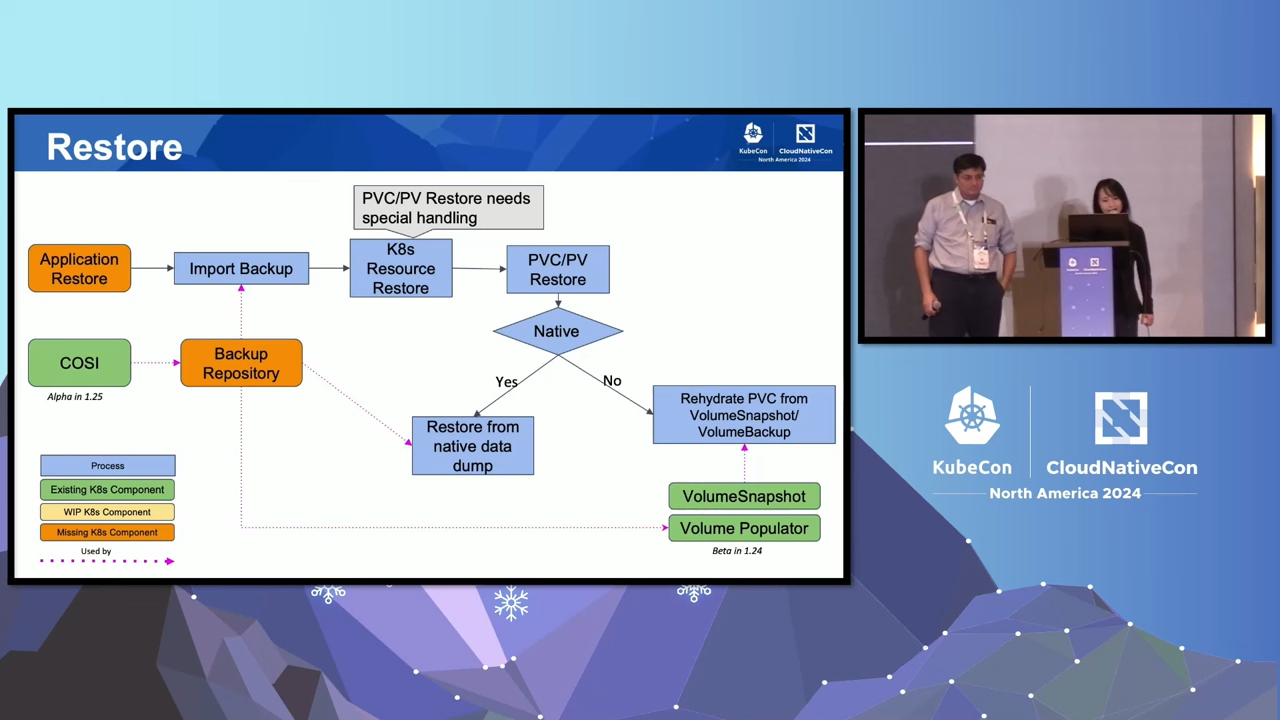 Restore
KubeCon
CloudNativeCon
North America 2024
PVC/PV Restore needs
special handling
Application
Restore
Import Backup
K8s
Resource
Restore
PVC/PV
Restore
Native
COSI
Alpha in 1.25
Backup
Repository
Yes
No
Restore from
native data
dump
Rehydrate PVC from
VolumeSnapshot/
VolumeBackup
VolumeSnapshot
Volume Populator
Beta in 1.24
Process
Existing K8s Component
WIP K8s Component
Missing K8s Component
Used by
KubeCon
CloudNativeCon
KubeCon
CloudNativeCon
North America 2024